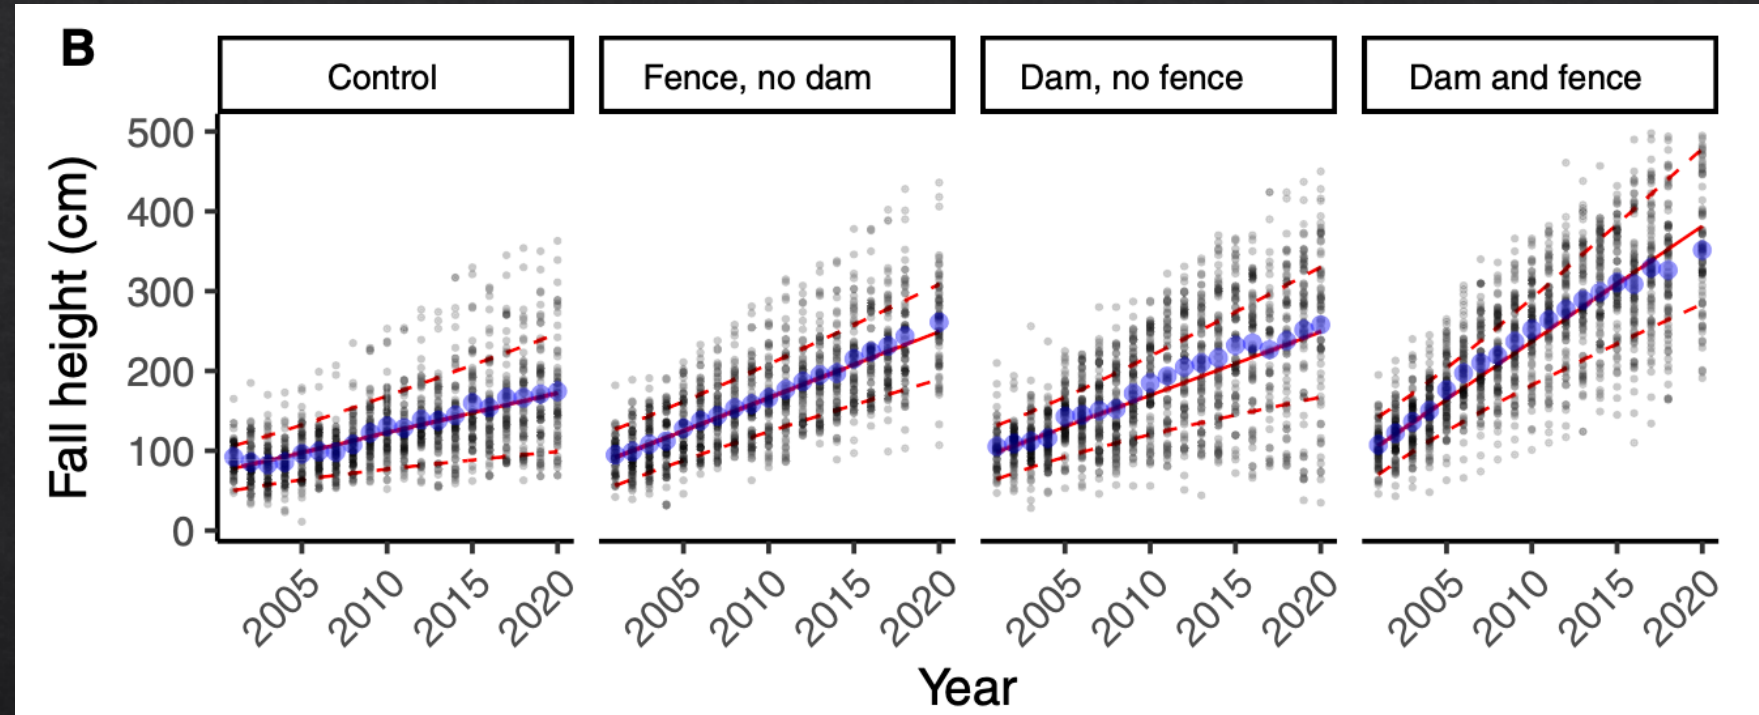 B
Control
Fence, no dam
Dam, no fence
Dam and fence
Fall height (cm)
500
400
300
200
100
0
2005 2010 2015 2020
2005 2010 2015 2020
2005 2010 2015 2020
2005 2010 2015 2020
Year